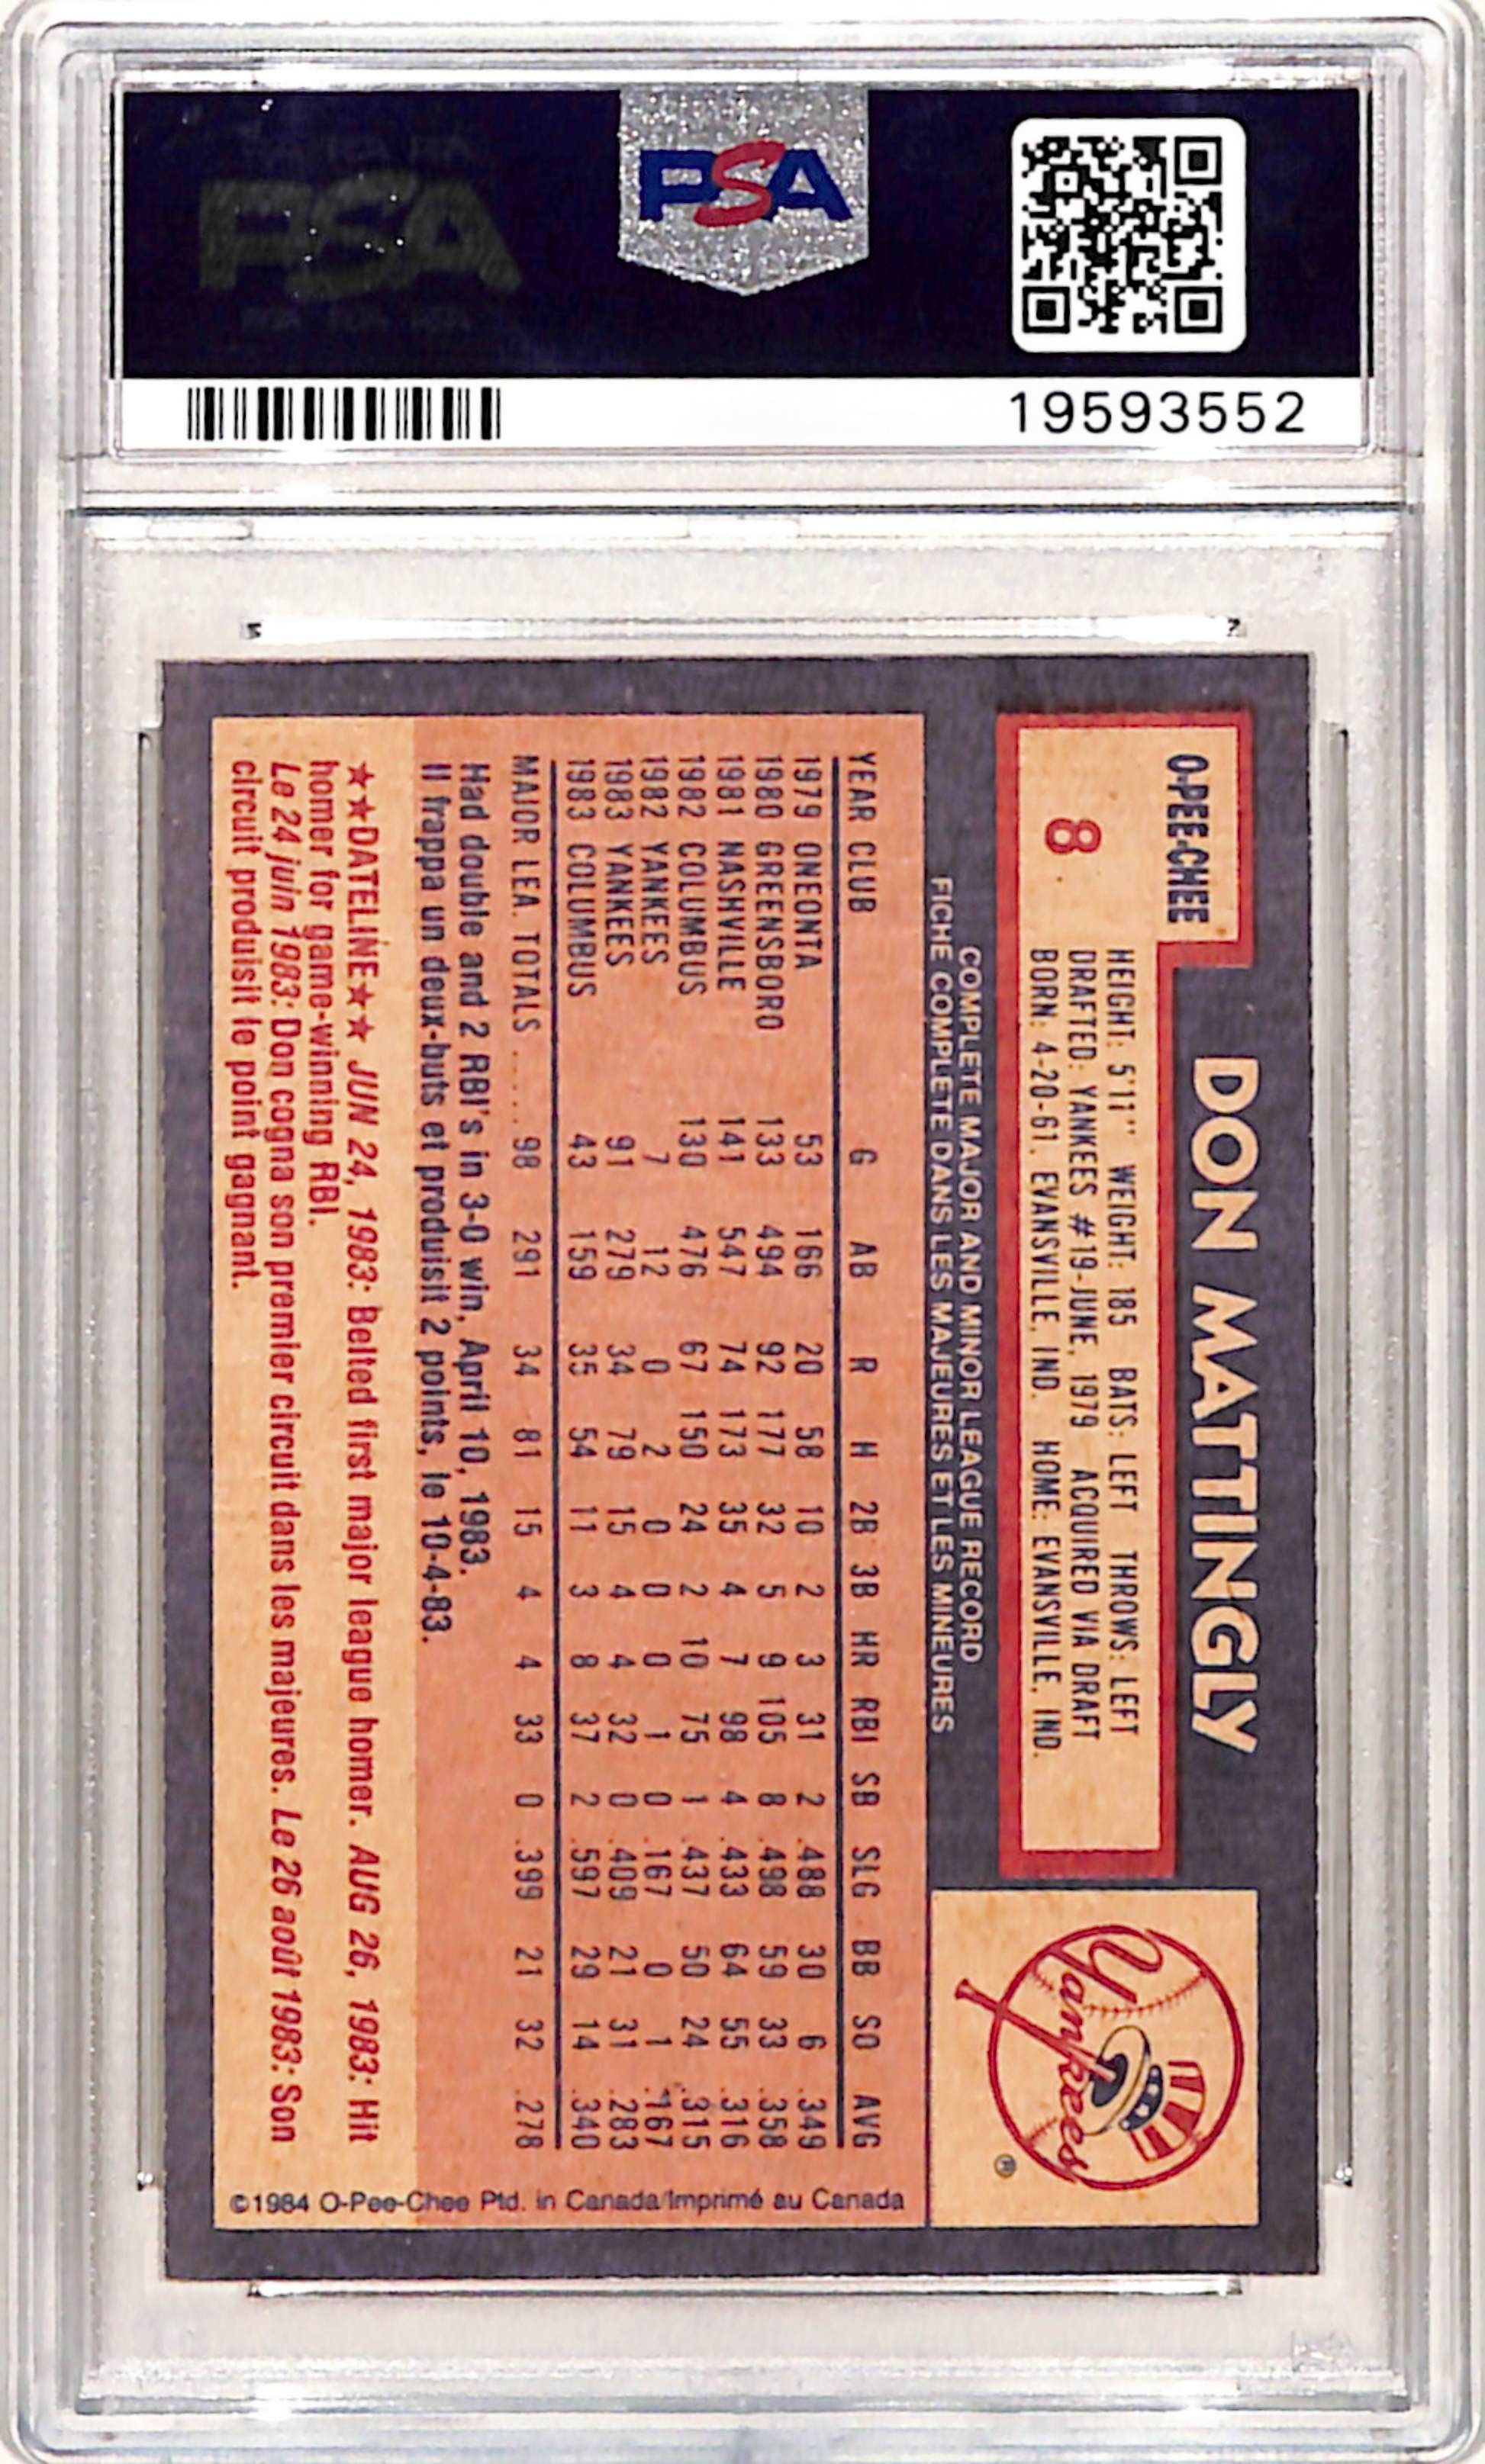 PSA
PSA
19593552
O-PEE-CHEE
8
DON MATTINGLY
HEIGHT: 5'11" WEIGHT: 185 BATS: LEFT THROWS: LEFT
DRAFTED: YANKEES #19-JUNE, 1979 ACQUIRED VIA DRAFT
BORN: 4-20-61, EVANSVILLE, IND. HOME: EVANSVILLE, IND.
Yankees
®
COMPLETE MAJOR AND MINOR LEAGUE RECORD
FICHE COMPLETE DANS LES MAJEURES ET LES MINEURES
YEAR CLUB G AB R H 2B 3B HR RBI SB SLG BB SO AVG
1979 ONEONTA 53 166 20 58 10 2 3 31 2 .488 30 6 .349
1980 GREENSBORO 133 494 92 177 32 5 9 105 8 .498 59 33 .358
1981 NASHVILLE 141 547 74 173 35 4 7 98 4 .433 64 55 .316
1982 COLUMBUS 130 476 67 150 24 2 10 75 1 .437 50 24 .315
1982 YANKEES 7 12 0 2 0 0 0 1 0 .167 0 1 .167
1983 YANKEES 91 279 34 79 15 4 4 32 0 .409 21 31 .283
1983 COLUMBUS 43 159 35 54 11 3 8 37 2 .597 29 14 .340
MAJOR LEA. TOTALS ..... 98 291 34 81 15 4 4 33 0 .399 21 32 .278
Had double and 2 RBI's in 3-0 win, April 10, 1983.
Il frappa un deux-buts et produisit 2 points, le 10-4-83.
★★DATELINE★★ JUN 24, 1983: Belted first major league homer. AUG 26, 1983: Hit
homer for game-winning RBI.
Le 24 juin 1983: Don cogna son premier circuit dans les majeures. Le 26 août 1983: Son
circuit produisit le point gagnant.
©1984 O-Pee-Chee Ptd. in Canada/Imprimé au Canada